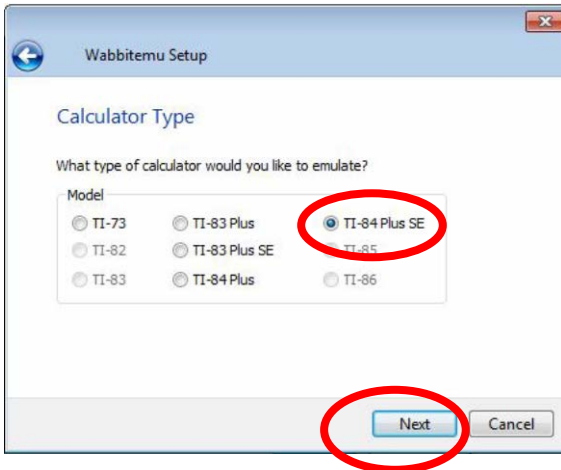 Wabbitemu Setup
Calculator Type
What type of calculator would you like to emulate?
Model
TI-73 TI-83 Plus TI-84 Plus SE
TI-82 TI-83 Plus SE TI-85
TI-83 TI-84 Plus TI-86
Next Cancel